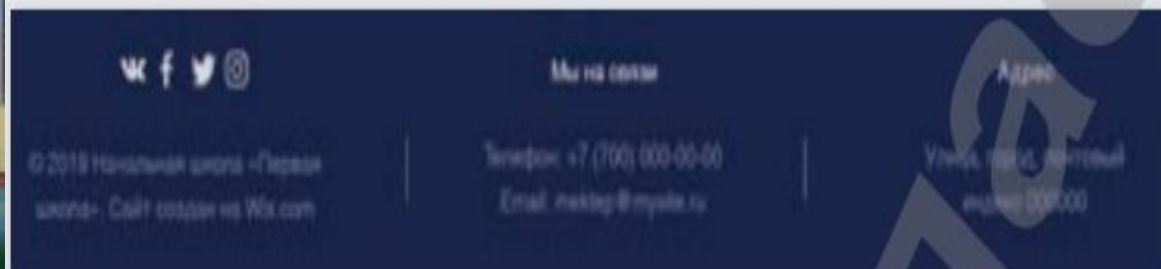 Мы на связи
Адрес
© 2019 Начальная школа «Первая
школа». Сайт создан на Wix.com
Телефон: +7 (700) 000-00-00
Email: mektep@mysite.ru
Улица, город, почтовый
индекс 000000